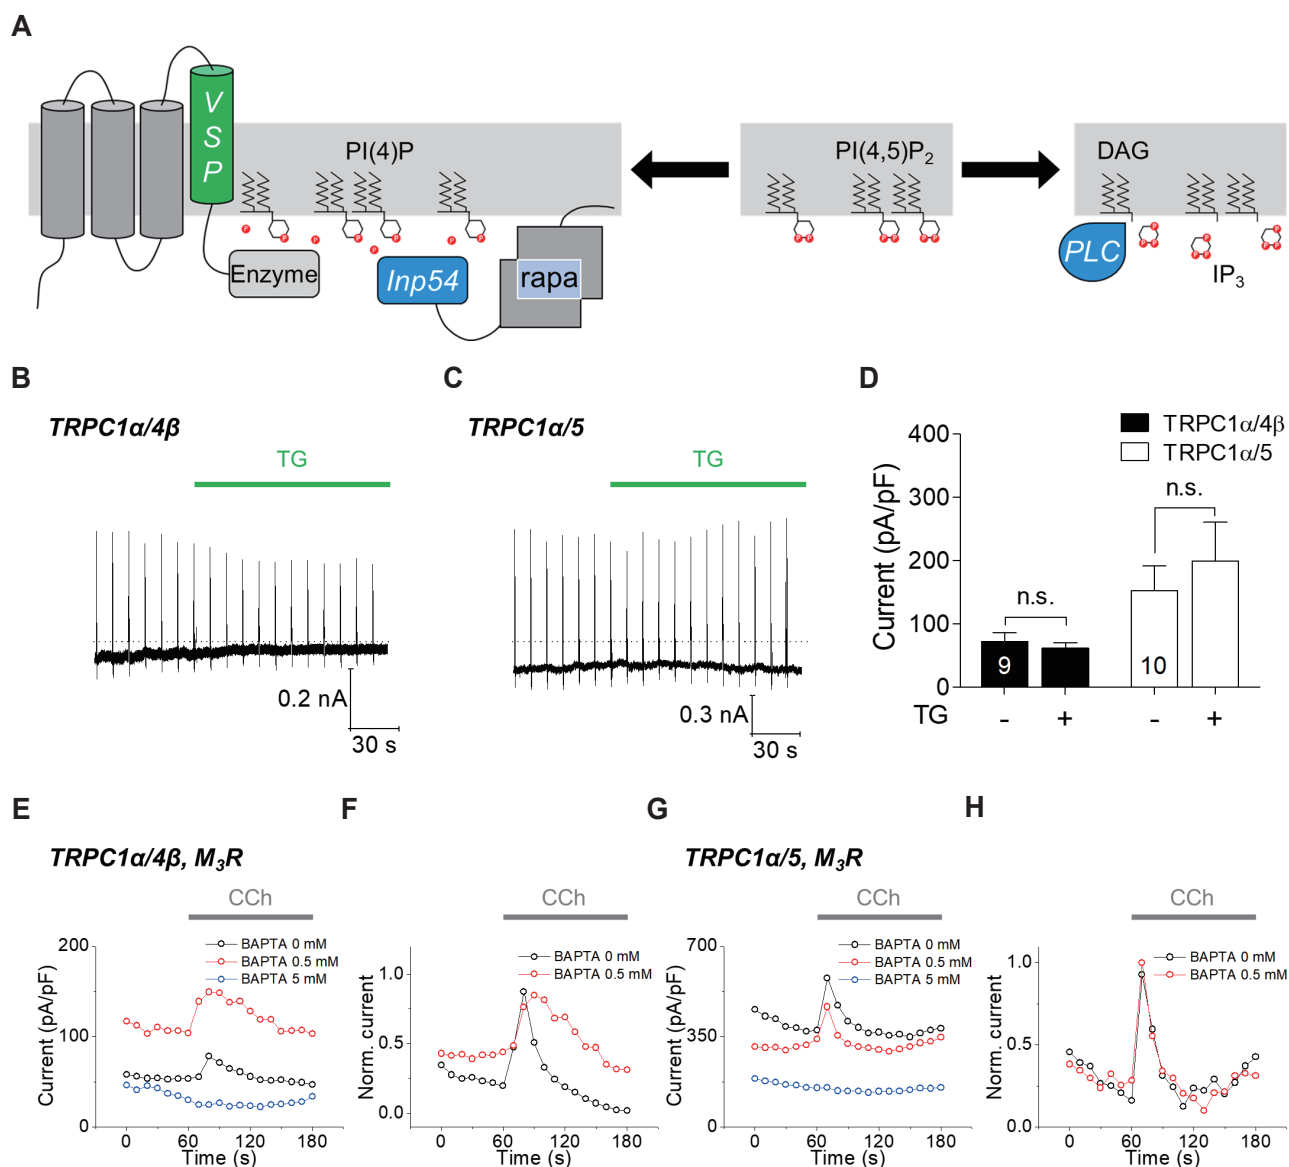 A
V
S
P
PI(4)P
Enzyme
P
P
P
P
P
P
P
P
Inp54
rapa
PI(4,5)P2
P P
P P
P P
DAG
PLC
IP3
P
P P
P
P P
P
P P
B
TRPC1α/4β
TG
0.2 nA
30 s
C
TRPC1α/5
TG
0.3 nA
30 s
D
TRPC1α/4β
TRPC1α/5
Current (pA/pF)
400
300
200
100
0
n.s.
n.s.
9
10
TG - + - +
E
TRPC1α/4β, M3R
CCh
BAPTA 0 mM
BAPTA 0.5 mM
BAPTA 5 mM
Current (pA/pF)
200
100
0
0 60 120 180
Time (s)
F
CCh
BAPTA 0 mM
BAPTA 0.5 mM
Norm. current
1.0
0.5
0.0
0 60 120 180
Time (s)
G
TRPC1α/5, M3R
CCh
BAPTA 0 mM
BAPTA 0.5 mM
BAPTA 5 mM
Current (pA/pF)
700
350
0
0 60 120 180
Time (s)
H
CCh
BAPTA 0 mM
BAPTA 0.5 mM
Norm. current
1.0
0.5
0.0
0 60 120 180
Time (s)